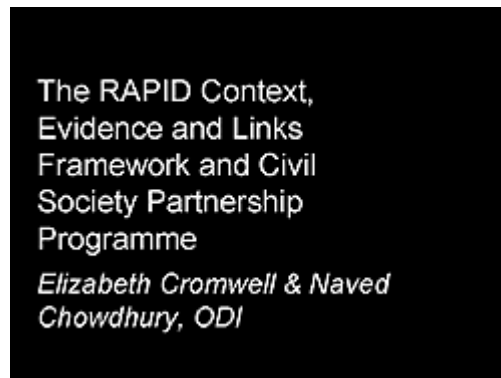 The RAPID Context,
Evidence and Links
Framework and Civil
Society Partnership
Programme
Elizabeth Cromwell & Naved
Chowdhury, ODI